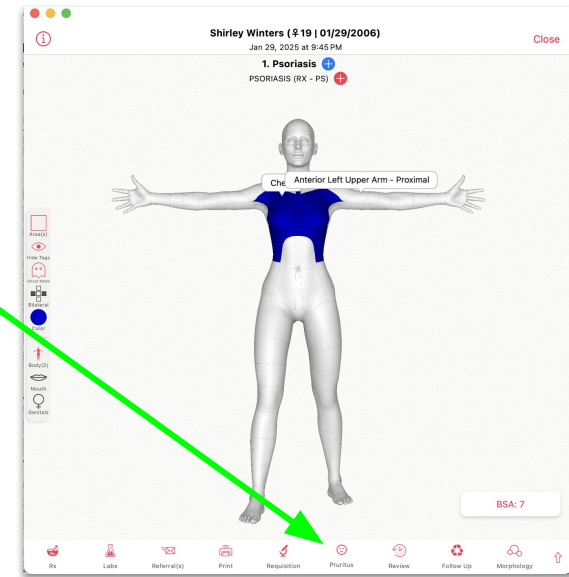 Shirley Winters (♀ 19 | 01/29/2006)
Close
Jan 29, 2025 at 9:45 PM
1. Psoriasis
PSORIASIS (RX - PS)
Che
Anterior Left Upper Arm - Proximal
Area(s)
Hide Tags
Ghost Mode
Bilateral
Color
Body(2)
Mouth
Genitals
BSA: 7
Rx
Labs
Referral(s)
Print
Requisition
Pruritus
Review
Follow Up
Morphology